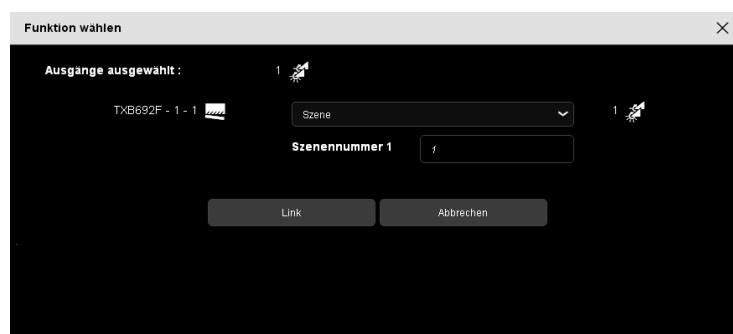 Funktion wählen
Ausgänge ausgewählt : 1
TXB692F - 1 - 1 Szene 1
Szenennummer 1 1
Link Abbrechen